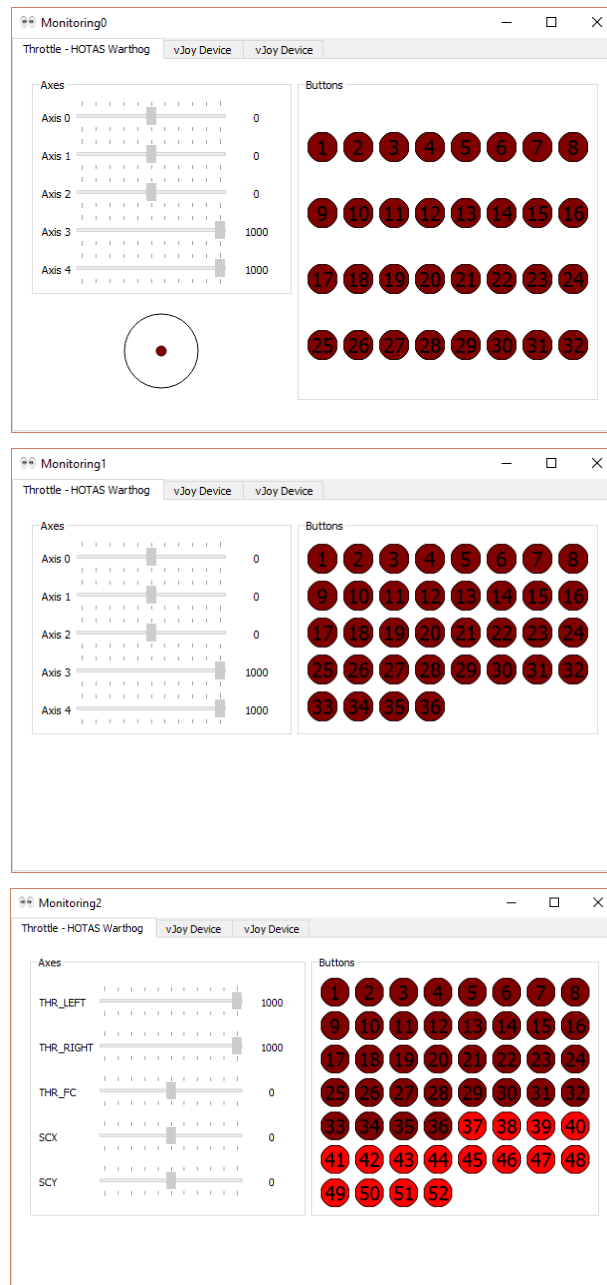 Monitoring0
Throttle - HOTAS Warthog vJoy Device vJoy Device
Axes Buttons
Axis 0 0
1 2 3 4 5 6 7 8
Axis 1 0
Axis 2 0
9 10 11 12 13 14 15 16
Axis 3 1000
Axis 4 1000
17 18 19 20 21 22 23 24
25 26 27 28 29 30 31 32
Monitoring1
Throttle - HOTAS Warthog vJoy Device vJoy Device
Axes Buttons
Axis 0 0 1 2 3 4 5 6 7 8
Axis 1 0 9 10 11 12 13 14 15 16
Axis 2 0 17 18 19 20 21 22 23 24
Axis 3 1000 25 26 27 28 29 30 31 32
Axis 4 1000 33 34 35 36
Monitoring2
Throttle - HOTAS Warthog vJoy Device vJoy Device
Axes Buttons
1 2 3 4 5 6 7 8
THR_LEFT 1000
9 10 11 12 13 14 15 16
THR_RIGHT 1000
17 18 19 20 21 22 23 24
THR_FC 0
25 26 27 28 29 30 31 32
33 34 35 36 37 38 39 40
SCX 0
41 42 43 44 45 46 47 48
SCY 0
49 50 51 52